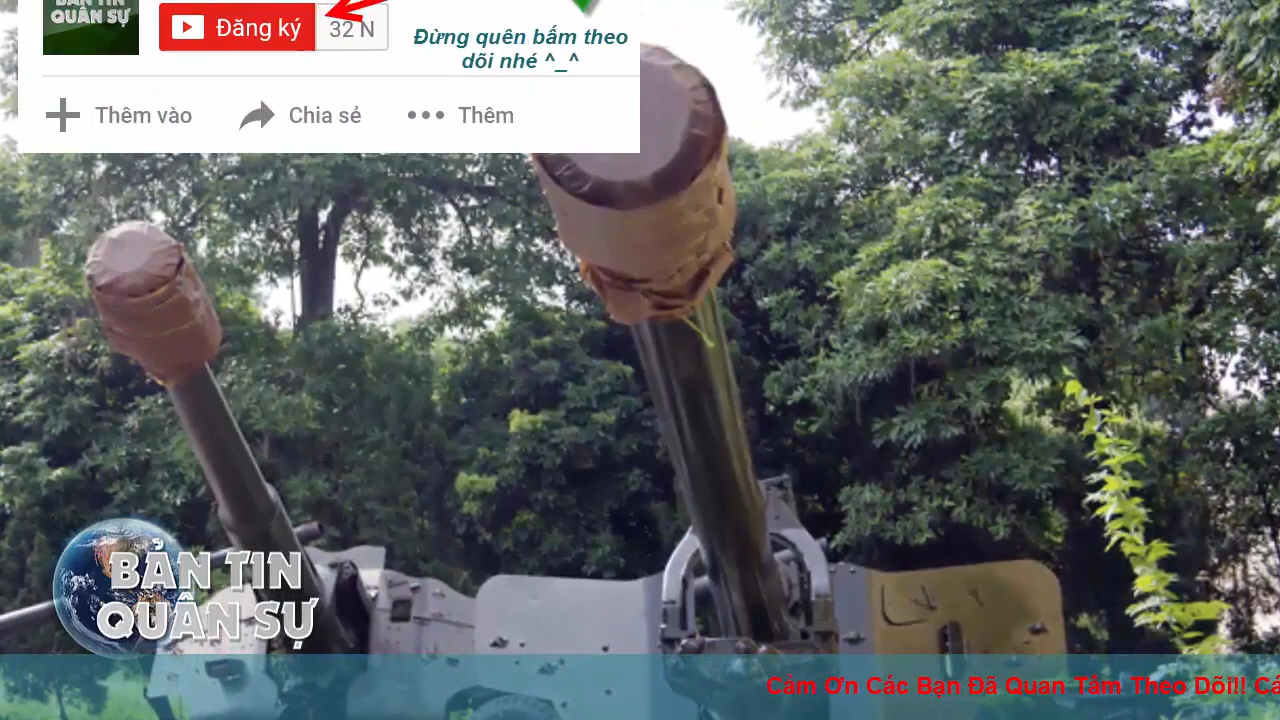 BẢN TIN
QUÂN SỰ
Đăng ký
32 N
Đừng quên bấm theo
dõi nhé ^_^
Thêm vào
Chia sẻ
Thêm
BẢN TIN
QUÂN SỰ
Cảm Ơn Các Bạn Đã Quan Tâm Theo Dõi!!